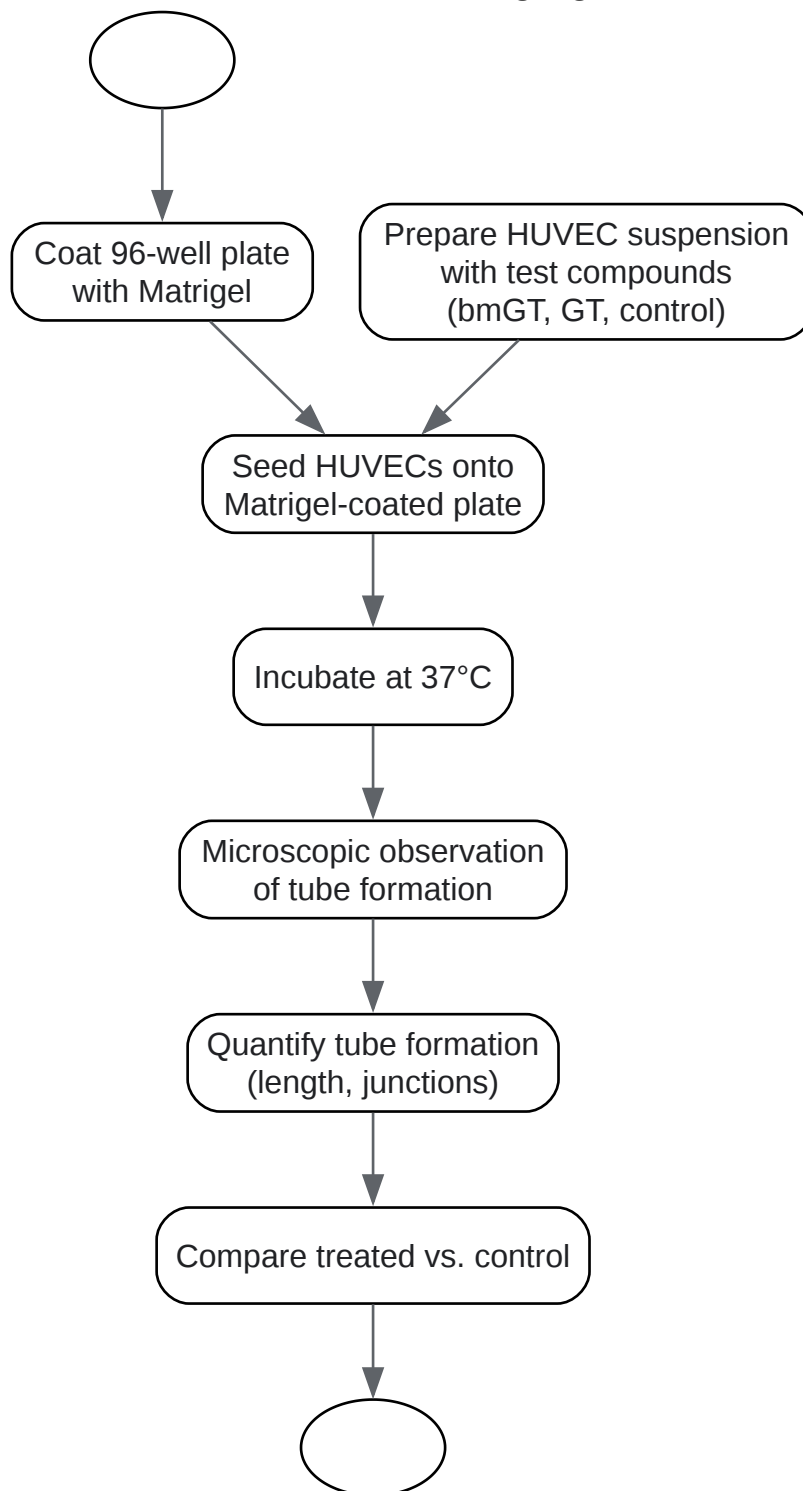 Coat 96-well plate
with Matrigel
Prepare HUVEC suspension
with test compounds
(bmGT, GT, control)
Seed HUVECs onto
Matrigel-coated plate
Incubate at 37°C
Microscopic observation
of tube formation
Quantify tube formation
(length, junctions)
Compare treated vs. control